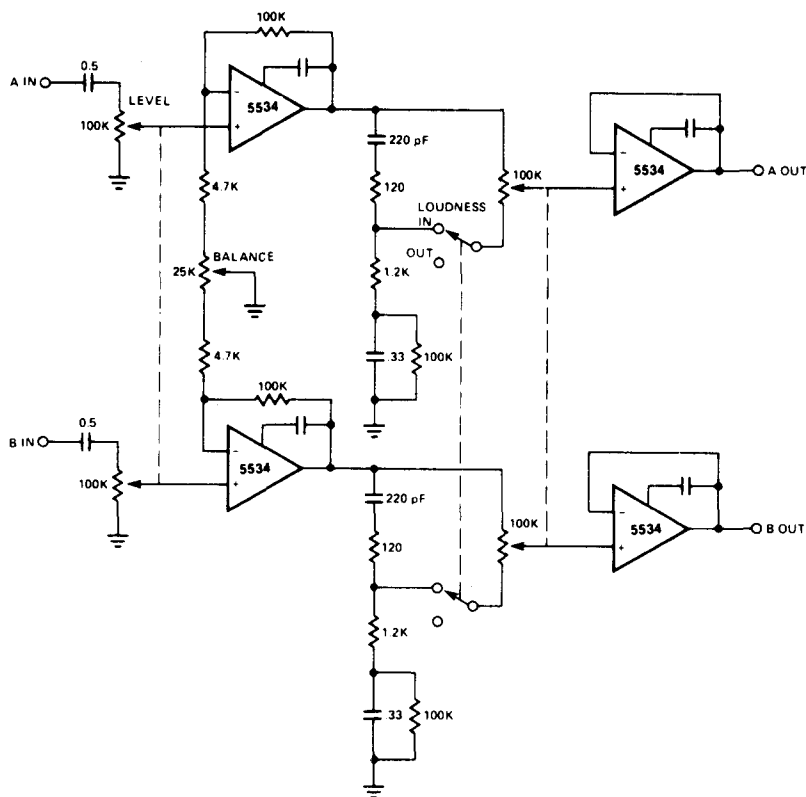 100K
0.5
A IN
LEVEL
100K
5534
−
+
220 pF
100K
5534
−
+
A OUT
4.7K
120
LOUDNESS
IN
OUT
BALANCE
25K
1.2K
4.7K
.33
100K
100K
0.5
B IN
100K
5534
−
+
220 pF
100K
5534
−
+
B OUT
120
1.2K
.33
100K